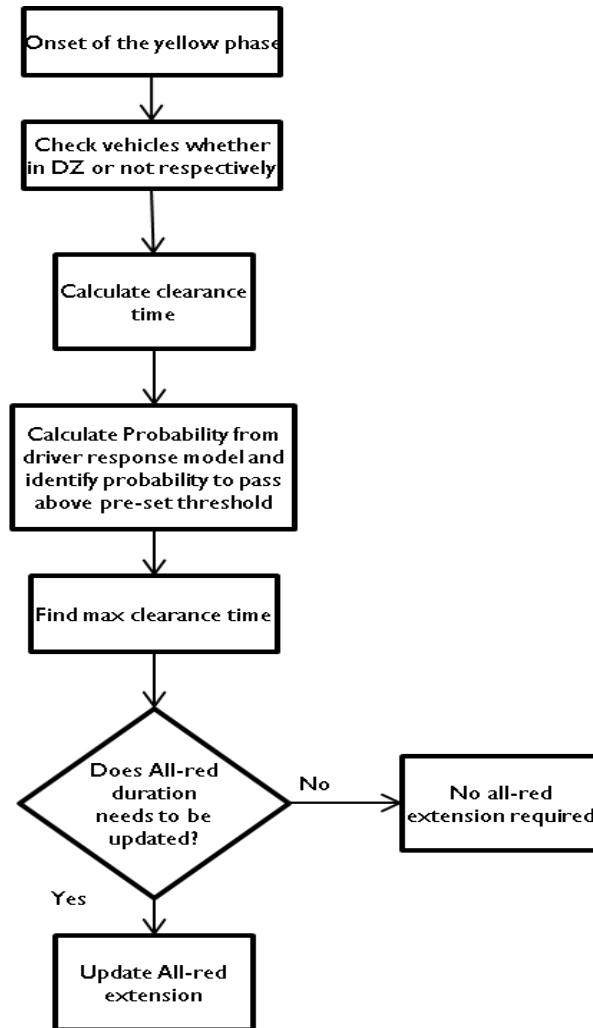 Onset of the yellow phase
Check vehicles whether
in DZ or not respectively
Calculate clearance
time
Calculate Probability from
driver response model and
identify probability to pass
above pre-set threshold
Find max clearance time
Does All-red
duration
needs to be
updated?
No
No all-red
extension required
Yes
Update All-red
extension